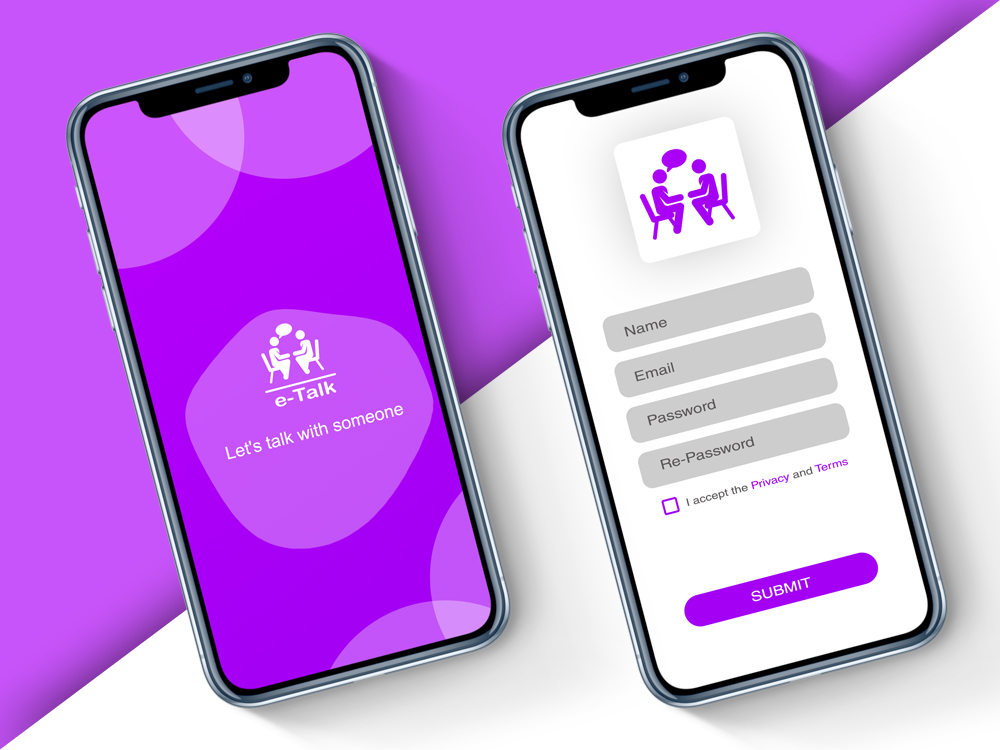 e-Talk
Let's talk with someone
Name
Email
Password
Re-Password
I accept the Privacy and Terms
SUBMIT